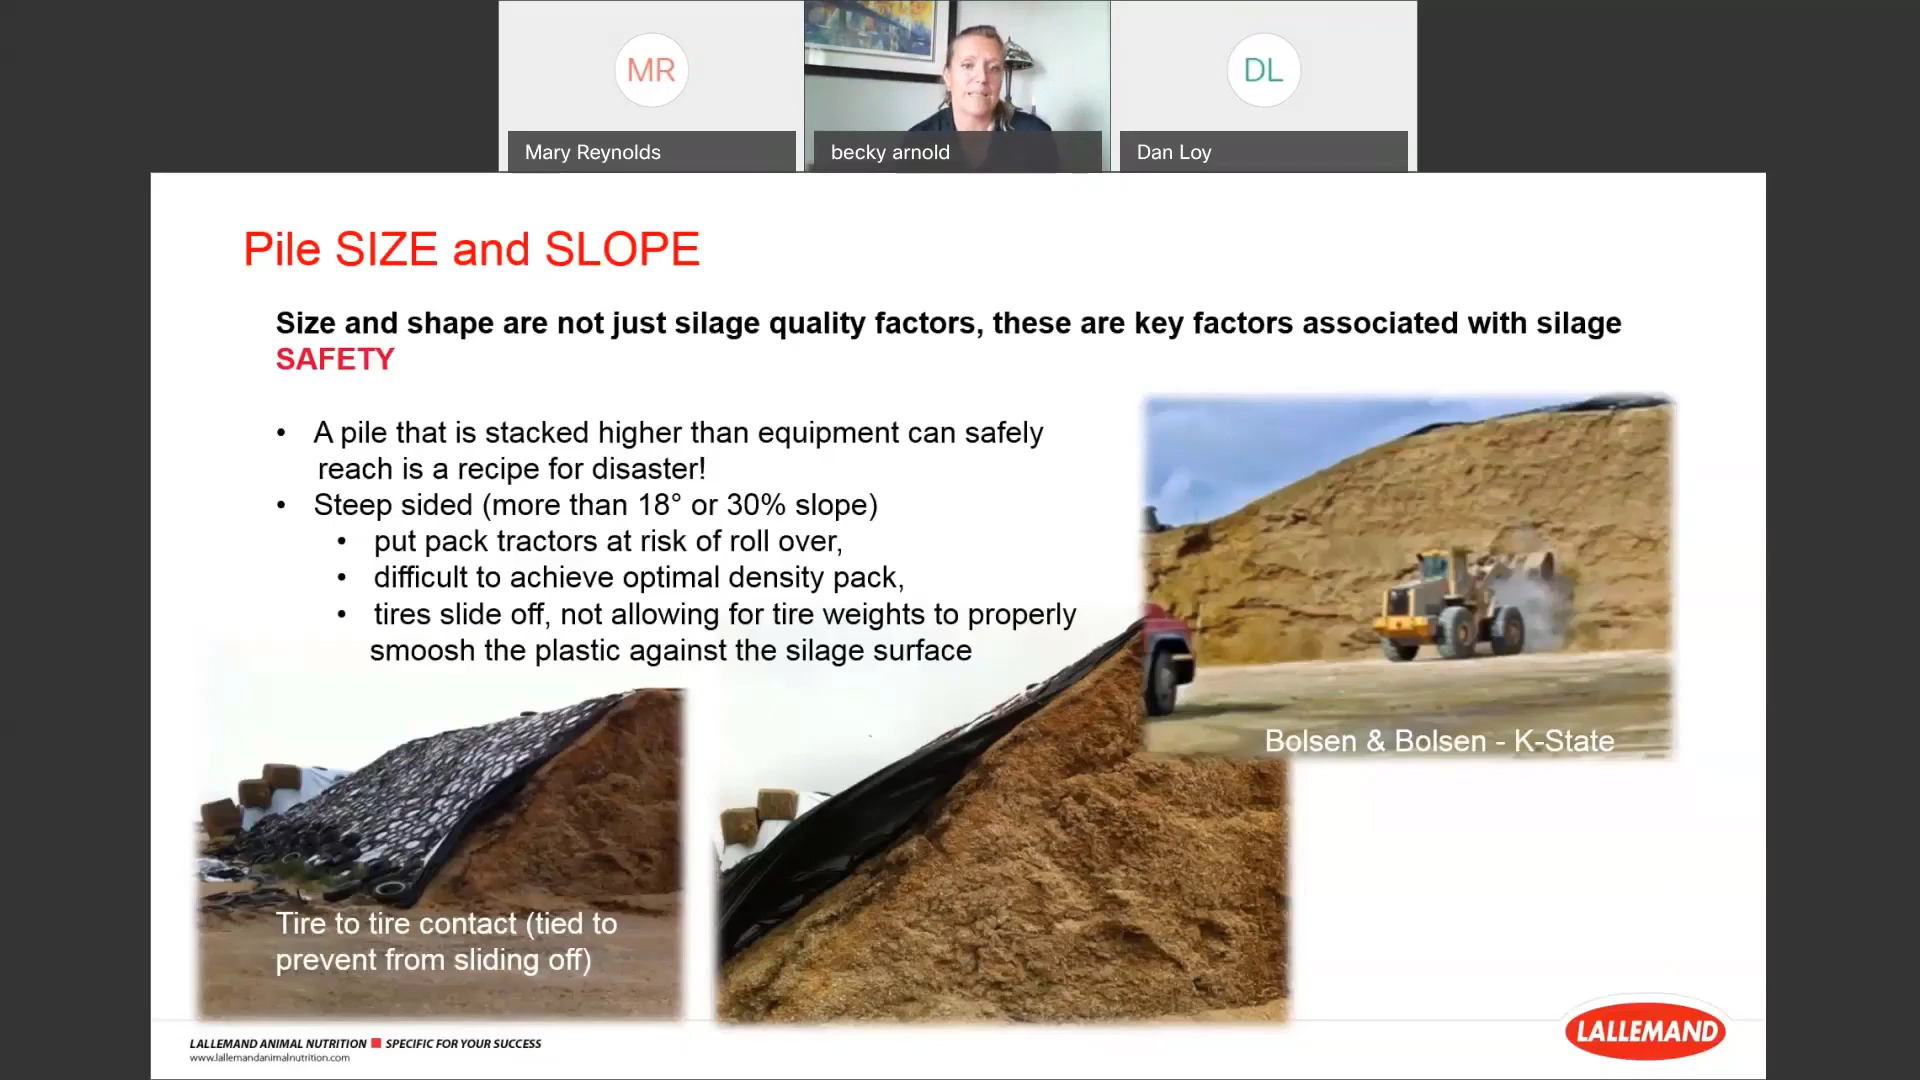 MR
DL
Mary Reynolds
becky arnold
Dan Loy
Pile SIZE and SLOPE
Size and shape are not just silage quality factors, these are key factors associated with silage
SAFETY
• A pile that is stacked higher than equipment can safely
reach is a recipe for disaster!
• Steep sided (more than 18° or 30% slope)
• put pack tractors at risk of roll over,
• difficult to achieve optimal density pack,
• tires slide off, not allowing for tire weights to properly
smoosh the plastic against the silage surface
Bolsen & Bolsen - K-State
Tire to tire contact (tied to
prevent from sliding off)
LALLEMAND ANIMAL NUTRITION SPECIFIC FOR YOUR SUCCESS
www.lallemandanimalnutrition.com
LALLEMAND